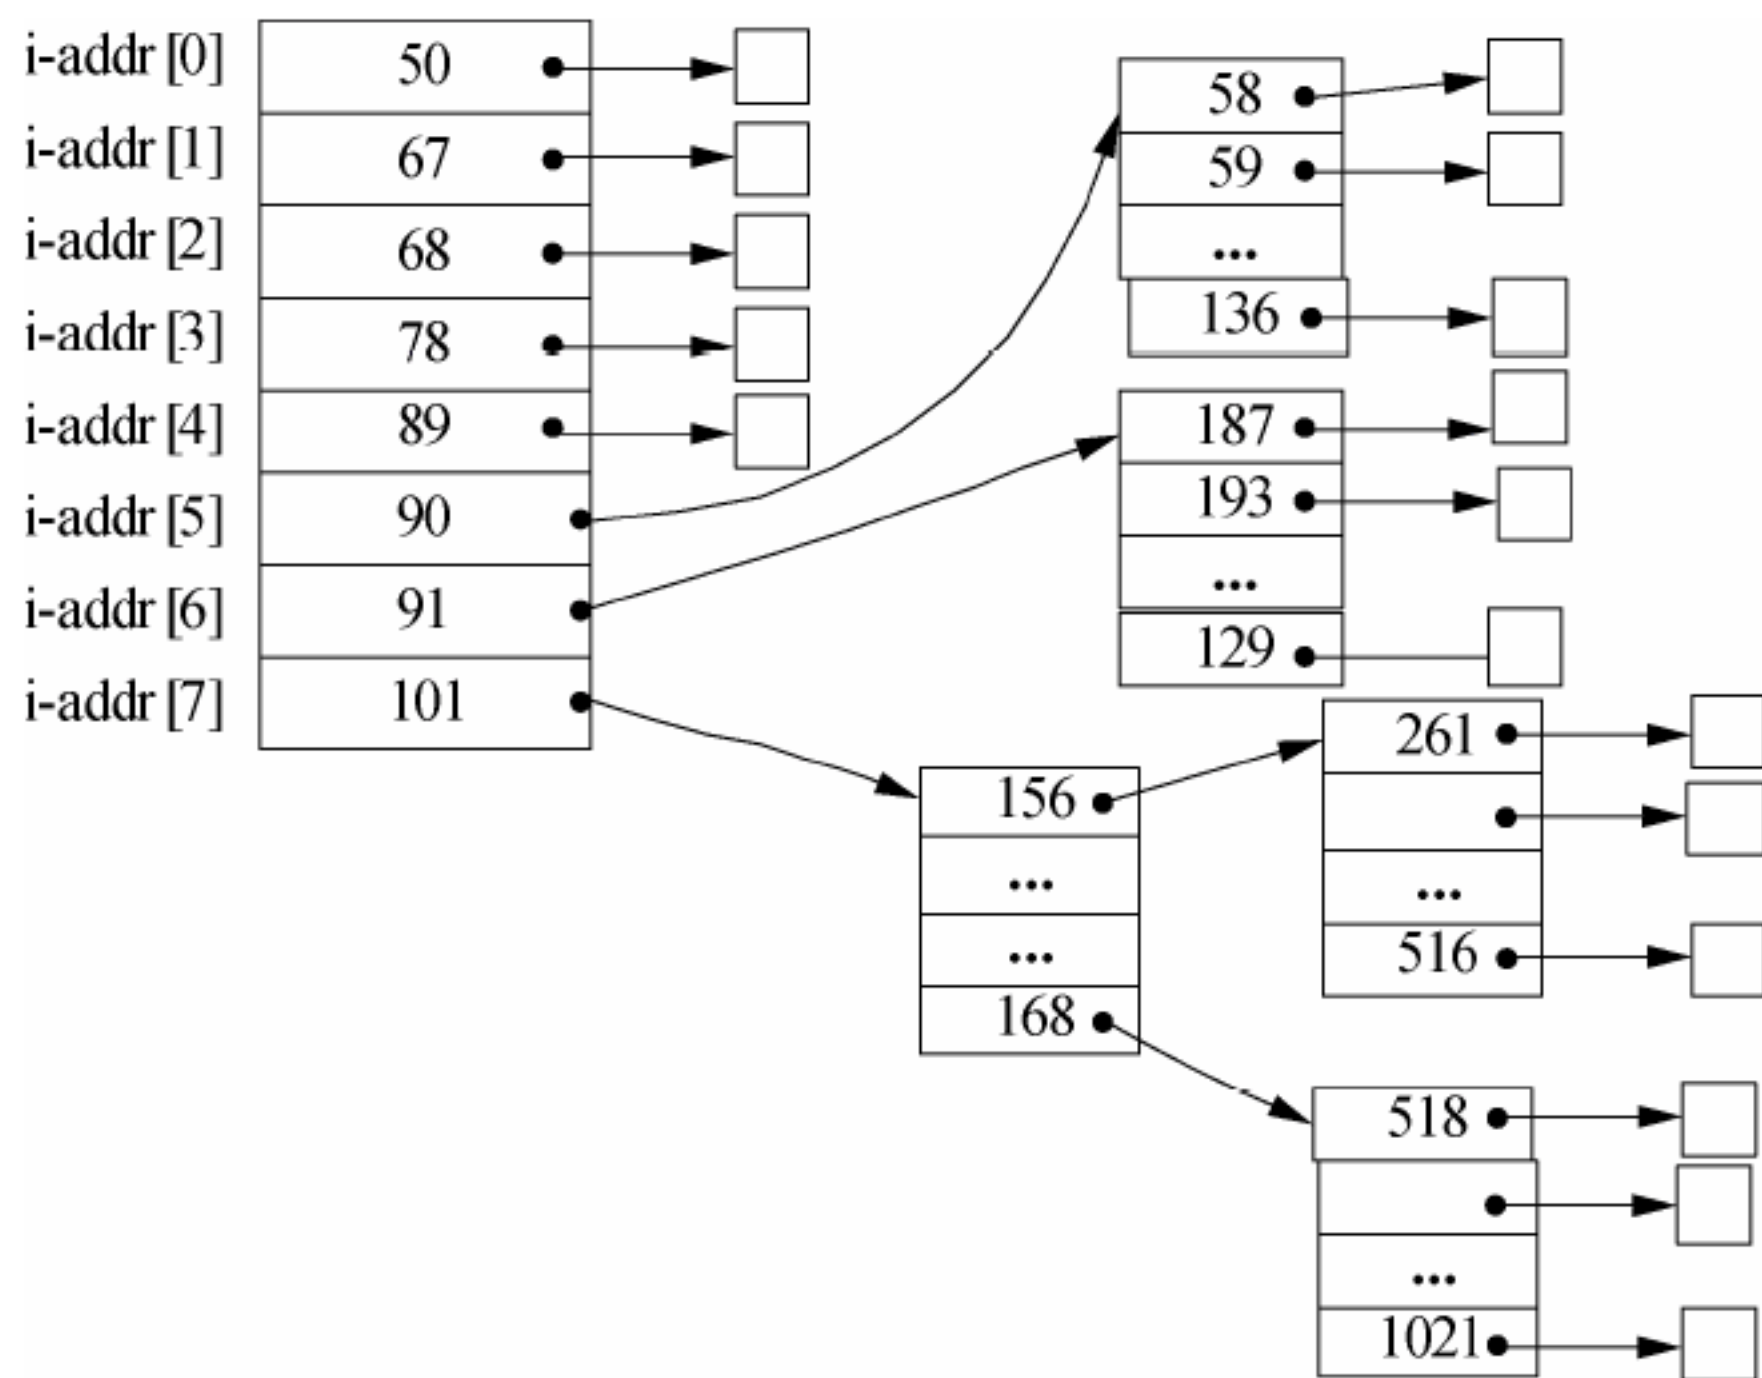 i-addr [0] 50
i-addr [1] 67
i-addr [2] 68
i-addr [3] 78
i-addr [4] 89
i-addr [5] 90
i-addr [6] 91
i-addr [7] 101
58
59
...
136
187
193
...
129
156
...
...
168
261
...
516
518
...
1021